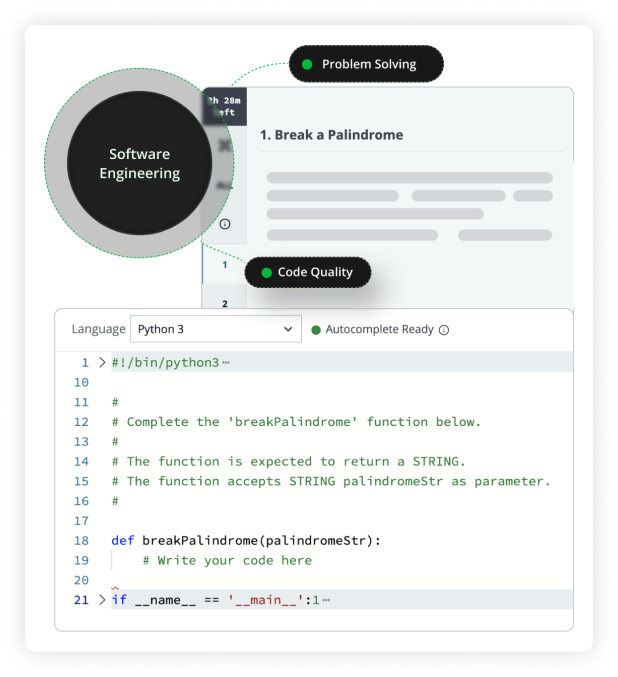 Problem Solving
2h 28m
left
Software
Engineering
1. Break a Palindrome
ALL
1
Code Quality
2
Language Python 3 Autocomplete Ready
1 #!/bin/python3⋯
10
11 #
12 # Complete the 'breakPalindrome' function below.
13 #
14 # The function is expected to return a STRING.
15 # The function accepts STRING palindromeStr as parameter.
16 #
17
18 def breakPalindrome(palindromeStr):
19 # Write your code here
20
21 if __name__ == '__main__':1⋯